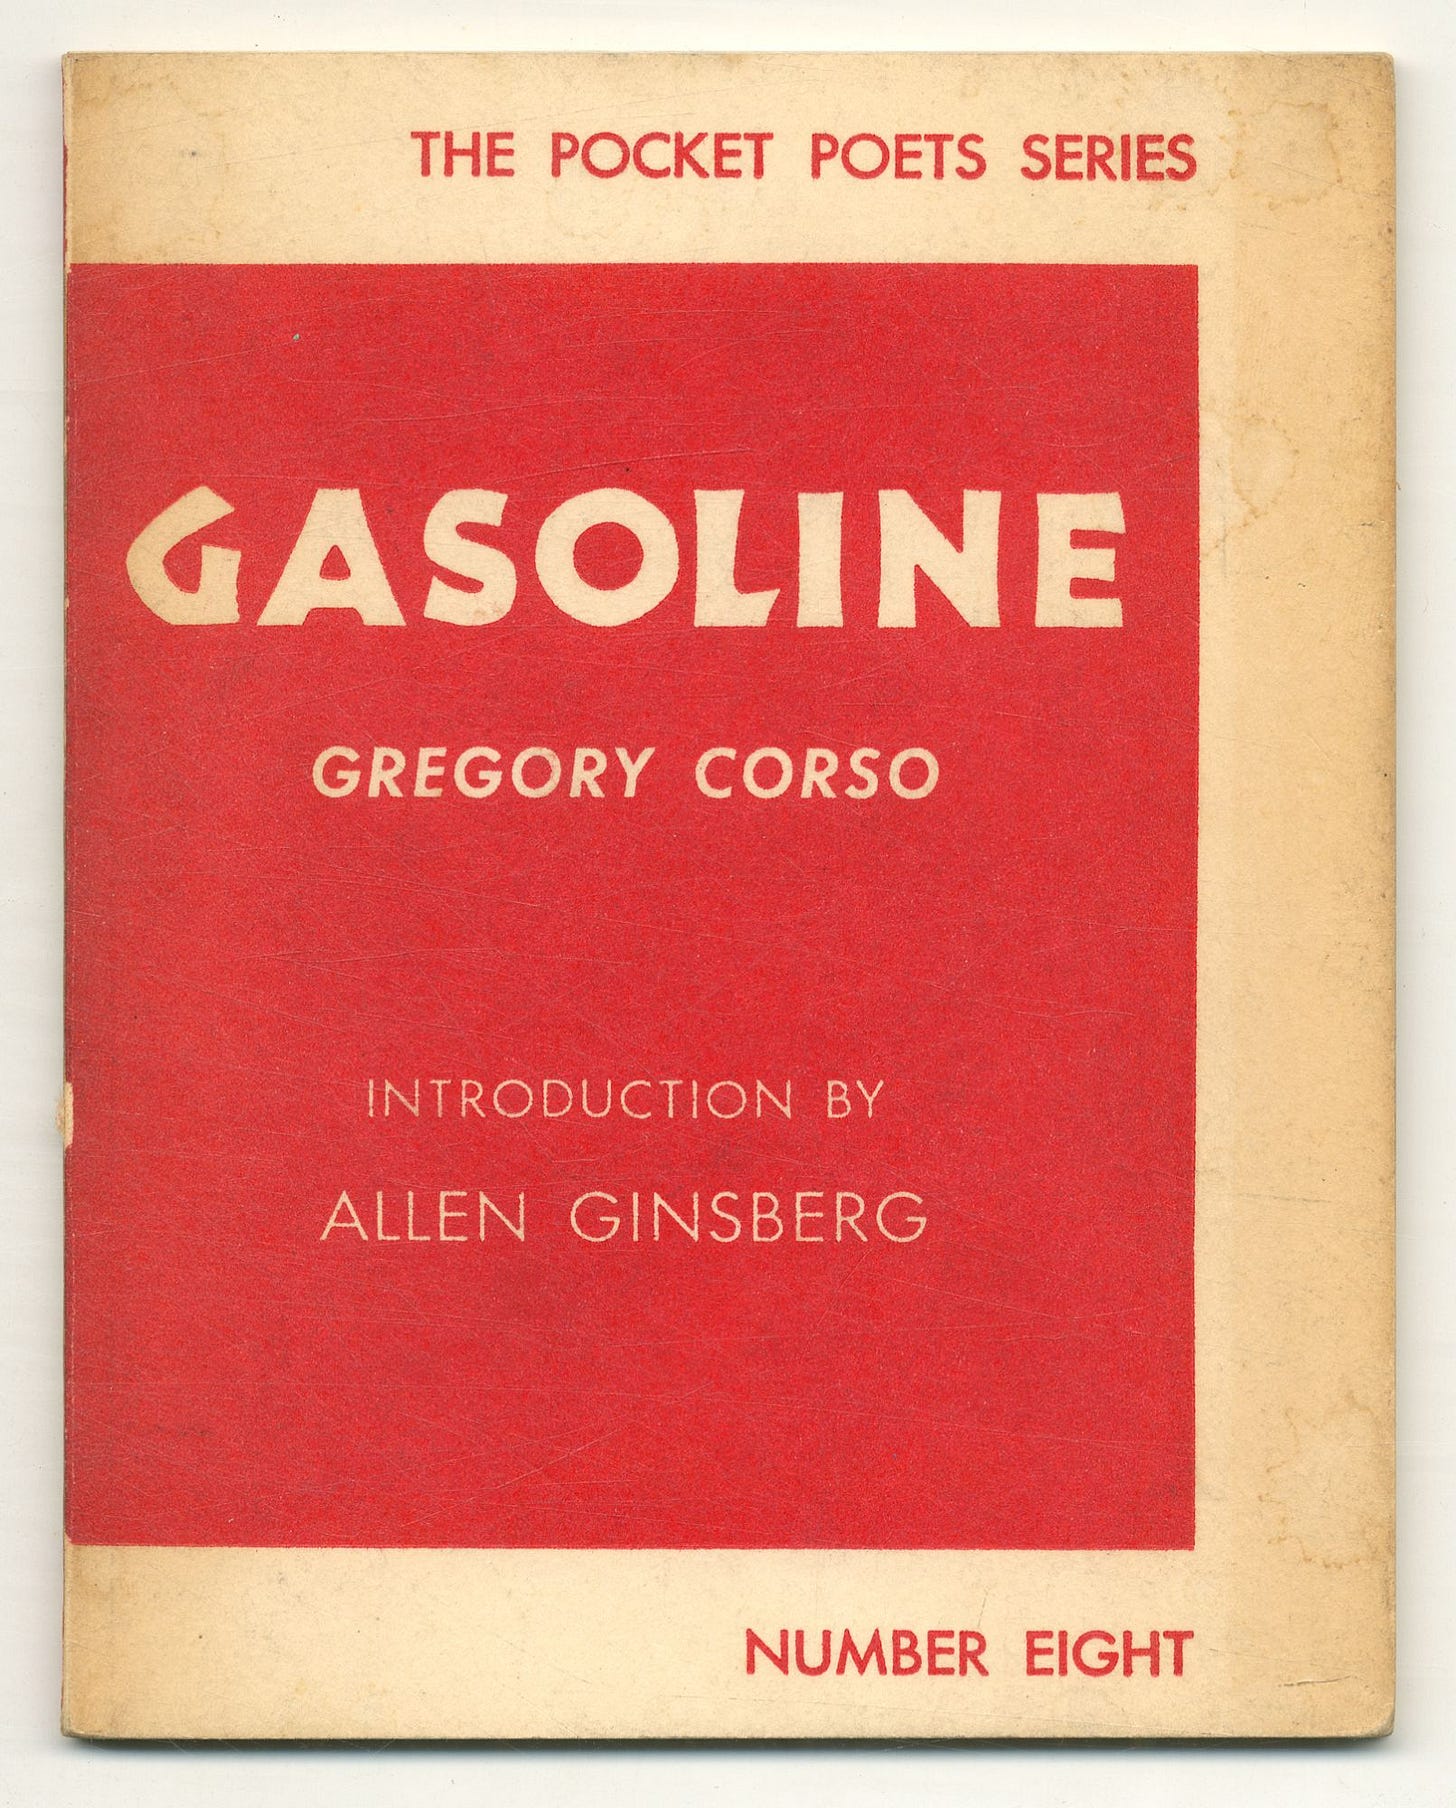 THE POCKET POETS SERIES
GASOLINE
GREGORY CORSO
INTRODUCTION BY
ALLEN GINSBERG
NUMBER EIGHT